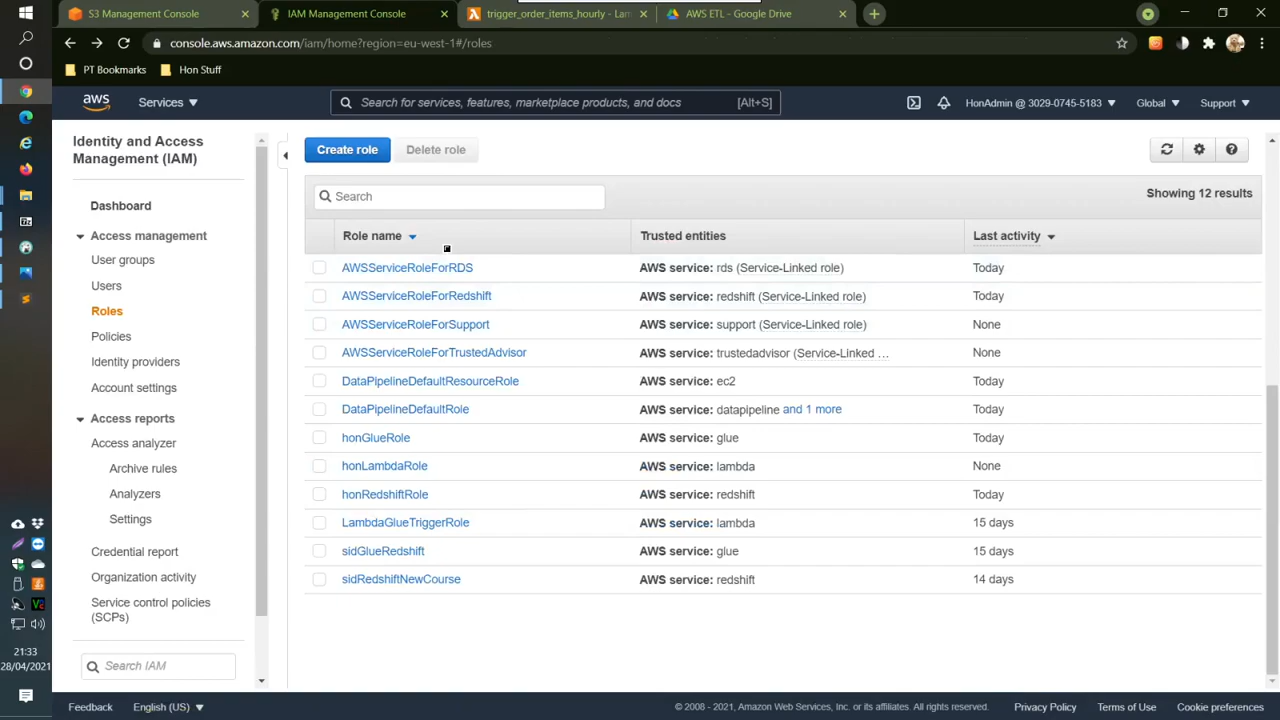 S3 Management Console
IAM Management Console
trigger_order_items_hourly - Lam
AWS ETL - Google Drive
console.aws.amazon.com/iam/home?region=eu-west-1#/roles
PT Bookmarks
Hon Stuff
aws
Services
Search for services, features, marketplace products, and docs
[Alt+S]
HonAdmin @ 3029-0745-5183
Global
Support
Identity and Access
Management (IAM)
Dashboard
Access management
User groups
Users
Roles
Policies
Identity providers
Account settings
Access reports
Access analyzer
Archive rules
Analyzers
Settings
Credential report
Organization activity
Service control policies
(SCPs)
Search IAM
Create role
Delete role
Search
Showing 12 results
Role name
Trusted entities
Last activity
AWSServiceRoleForRDS
AWS service: rds (Service-Linked role)
Today
AWSServiceRoleForRedshift
AWS service: redshift (Service-Linked role)
Today
AWSServiceRoleForSupport
AWS service: support (Service-Linked role)
None
AWSServiceRoleForTrustedAdvisor
AWS service: trustedadvisor (Service-Linked ...
None
DataPipelineDefaultResourceRole
AWS service: ec2
Today
DataPipelineDefaultRole
AWS service: datapipeline and 1 more
Today
honGlueRole
AWS service: glue
Today
honLambdaRole
AWS service: lambda
None
honRedshiftRole
AWS service: redshift
Today
LambdaGlueTriggerRole
AWS service: lambda
15 days
sidGlueRedshift
AWS service: glue
15 days
sidRedshiftNewCourse
AWS service: redshift
14 days
21:33
28/04/2021
Feedback
English (US)
© 2008 - 2021, Amazon Web Services, Inc. or its affiliates. All rights reserved.
Privacy Policy
Terms of Use
Cookie preferences